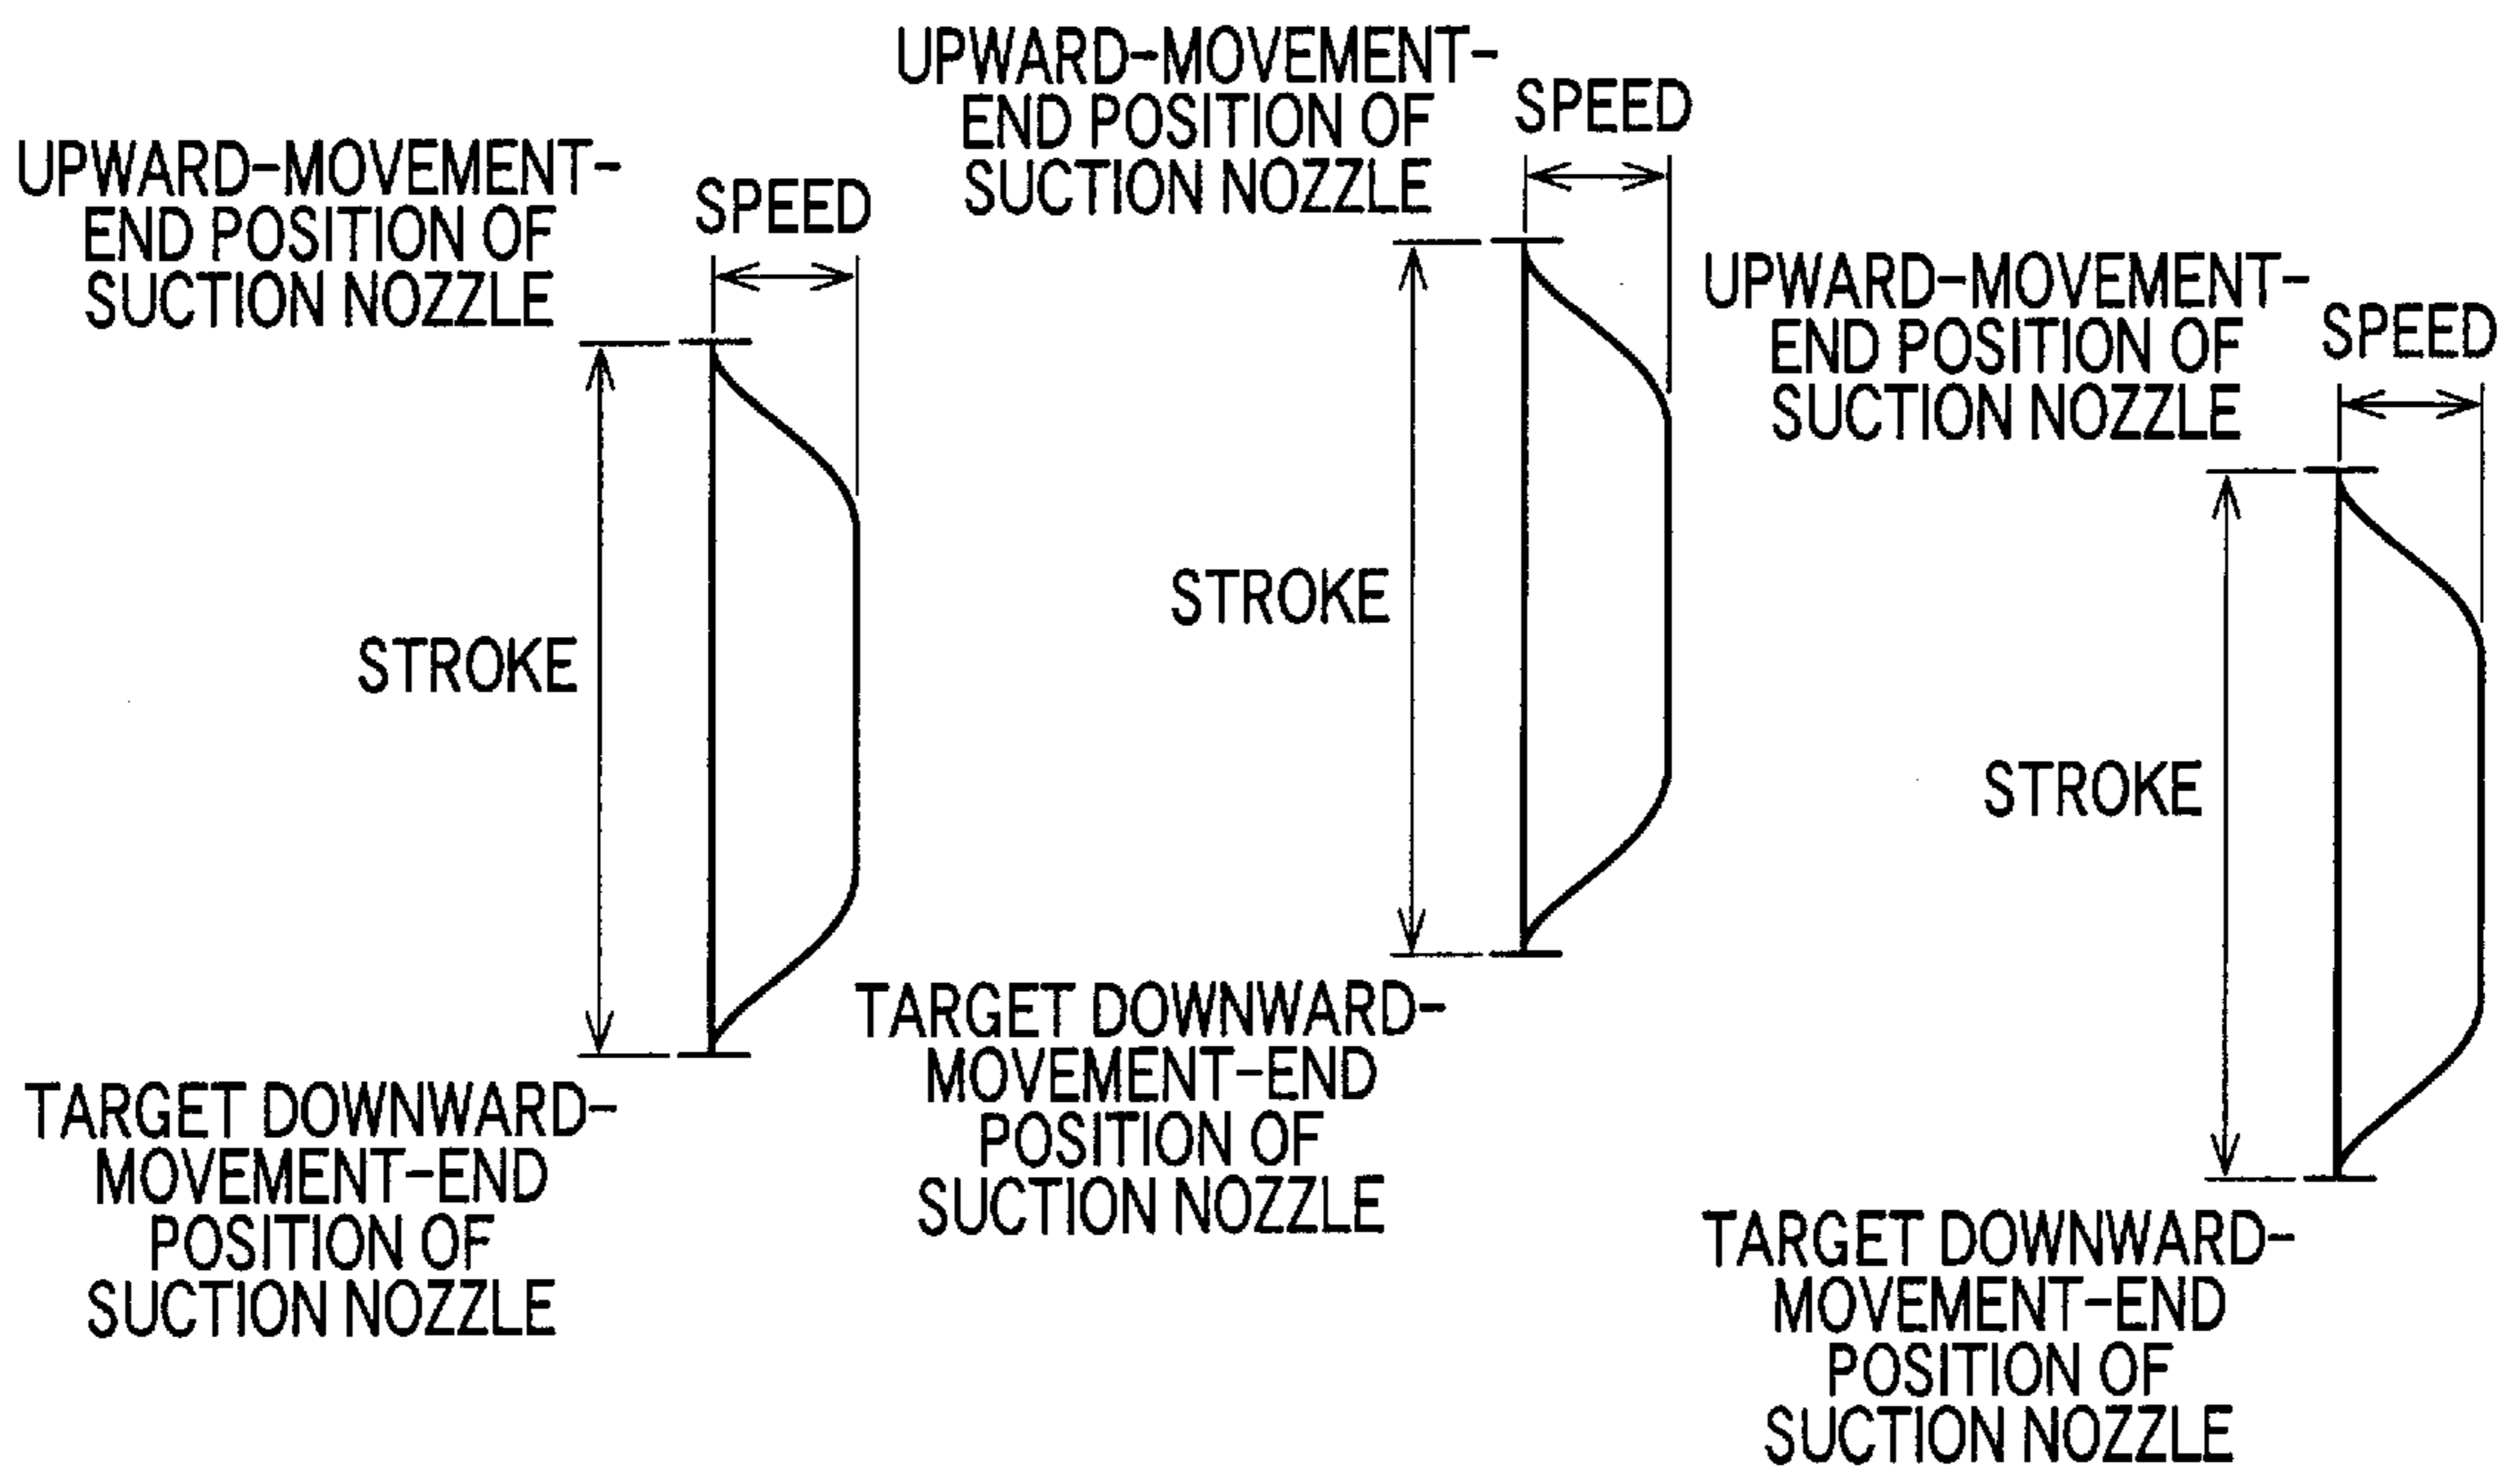 UPWARD-MOVEMENT-
END POSITION OF
SUCTION NOZZLE
SPEED
STROKE
TARGET DOWNWARD-
MOVEMENT-END
POSITION OF
SUCTION NOZZLE
UPWARD-MOVEMENT-
END POSITION OF
SUCTION NOZZLE
SPEED
STROKE
TARGET DOWNWARD-
MOVEMENT-END
POSITION OF
SUCTION NOZZLE
UPWARD-MOVEMENT-
END POSITION OF
SUCTION NOZZLE
SPEED
STROKE
TARGET DOWNWARD-
MOVEMENT-END
POSITION OF
SUCTION NOZZLE